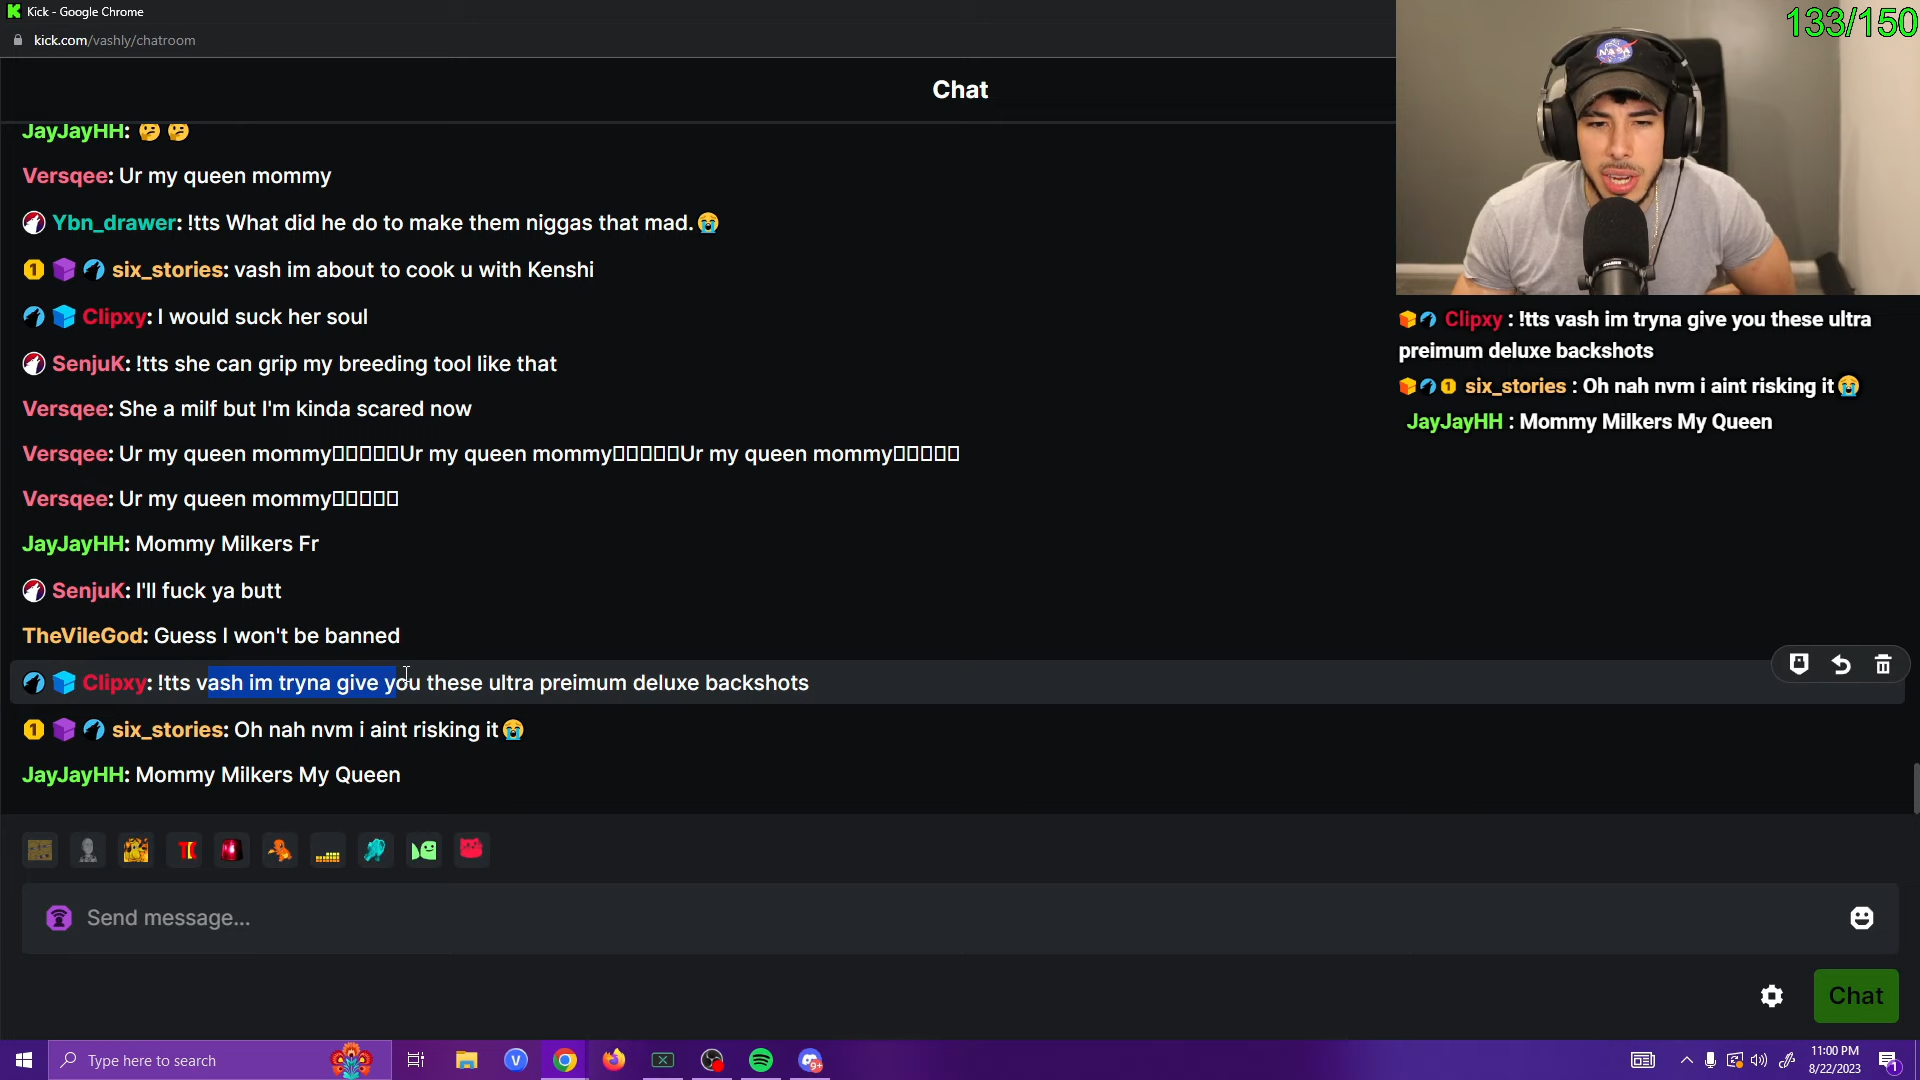 Kick - Google Chrome
kick.com/vashly/chatroom
133/150
NASA
Chat
JayJayHH: 🤔 🤔
Versqee: Ur my queen mommy
Ybn_drawer: !tts What did he do to make them niggas that mad.😭
six_stories: vash im about to cook u with Kenshi
Clipxy: I would suck her soul
SenjuK: !tts she can grip my breeding tool like that
Versqee: She a milf but I'm kinda scared now
Versqee: Ur my queen mommy▯▯▯▯▯Ur my queen mommy▯▯▯▯▯Ur my queen mommy▯▯▯▯▯
Versqee: Ur my queen mommy▯▯▯▯▯
JayJayHH: Mommy Milkers Fr
SenjuK: I'll fuck ya butt
TheVileGod: Guess I won't be banned
Clipxy: !tts vash im tryna give you these ultra preimum deluxe backshots
six_stories: Oh nah nvm i aint risking it😭
JayJayHH: Mommy Milkers My Queen
Clipxy : !tts vash im tryna give you these ultra
preimum deluxe backshots
six_stories : Oh nah nvm i aint risking it😭
JayJayHH : Mommy Milkers My Queen
Send message...
Chat
Type here to search
11:00 PM
8/22/2023